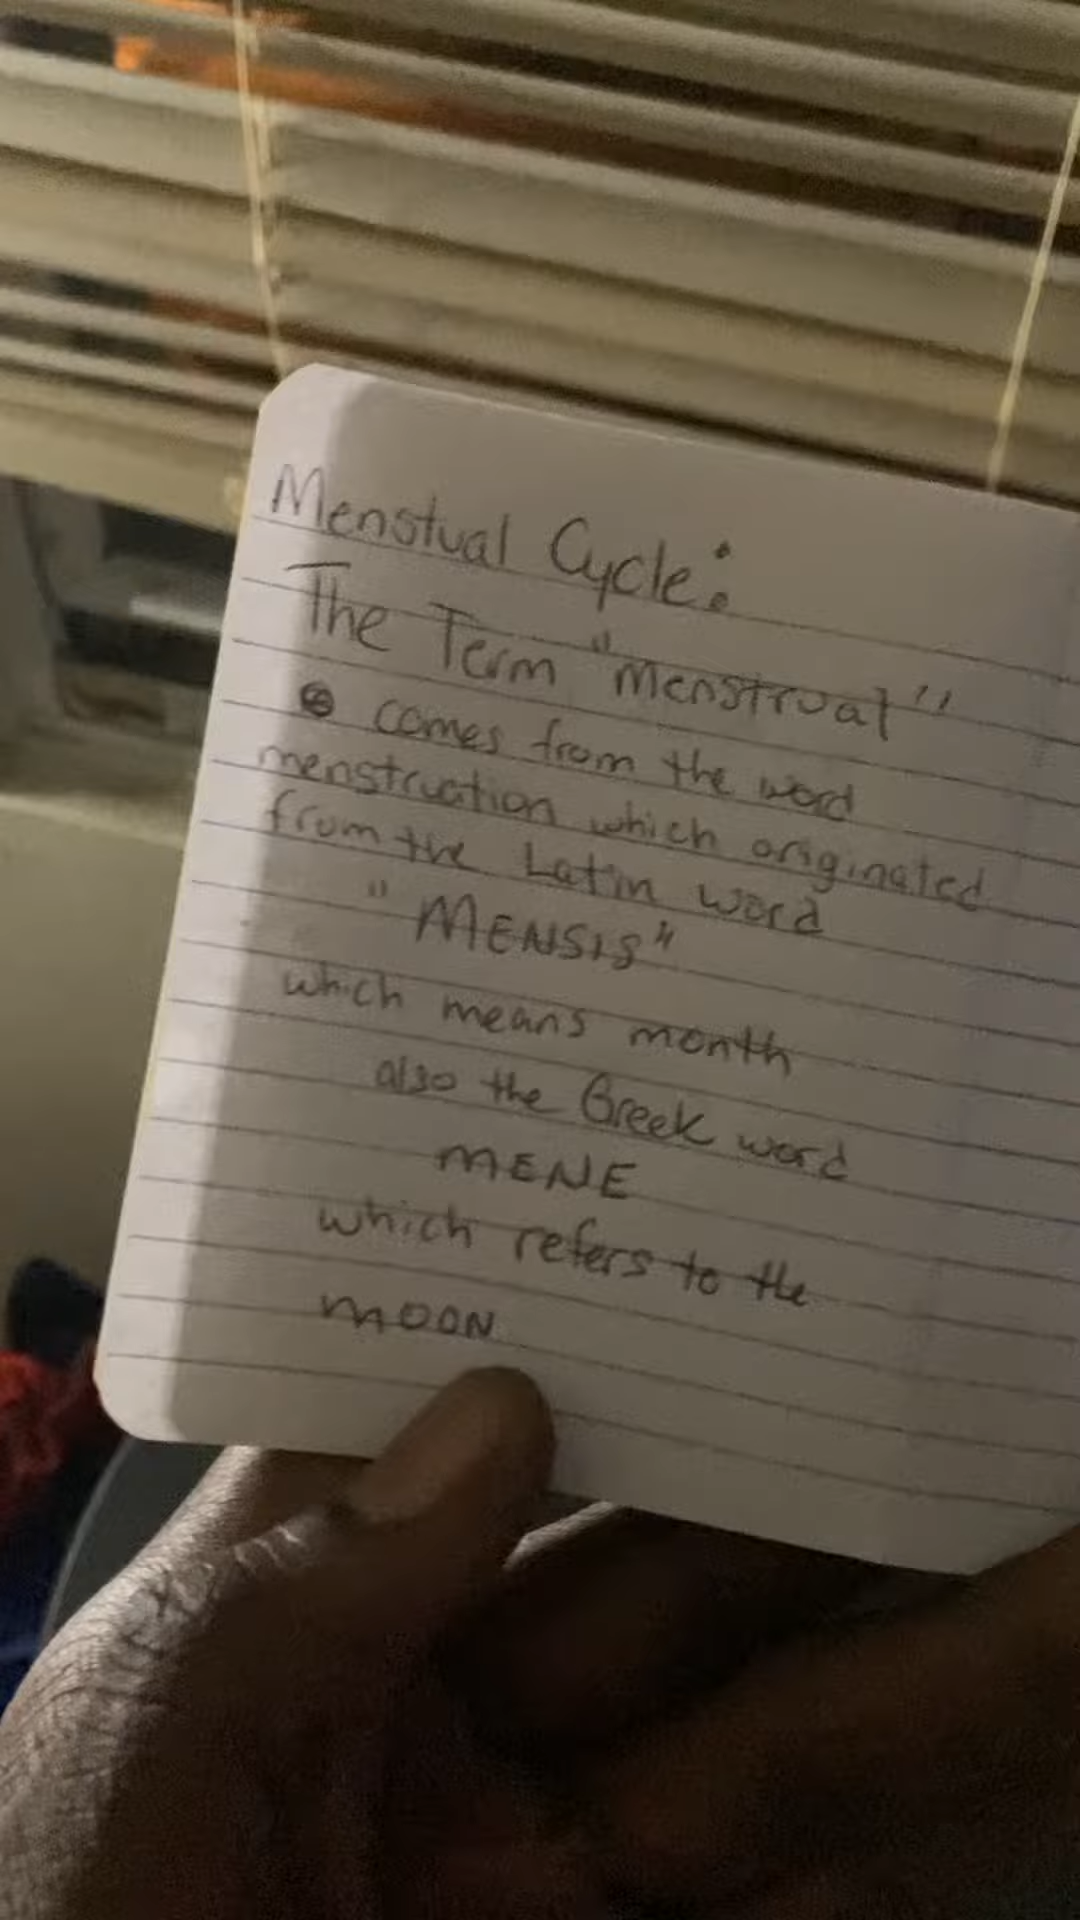 Menstual Cycle:
The Term "menstrual"
comes from the word
menstruation which originated
from the Latin word
"MENSIS"
which means month
also the Greek word
MENE
which refers to the
MOON